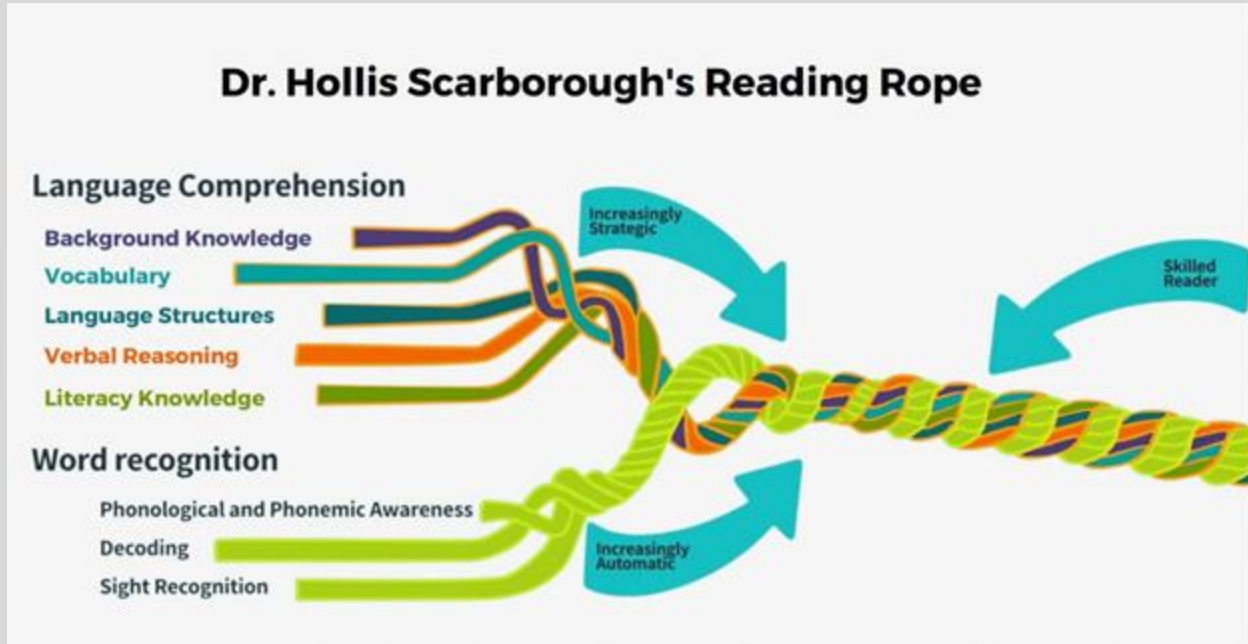 Dr. Hollis Scarborough's Reading Rope
Language Comprehension
Background Knowledge
Vocabulary
Language Structures
Verbal Reasoning
Literacy Knowledge
Increasingly
Strategic
Skilled
Reader
Word recognition
Phonological and Phonemic Awareness
Decoding
Sight Recognition
Increasingly
Automatic